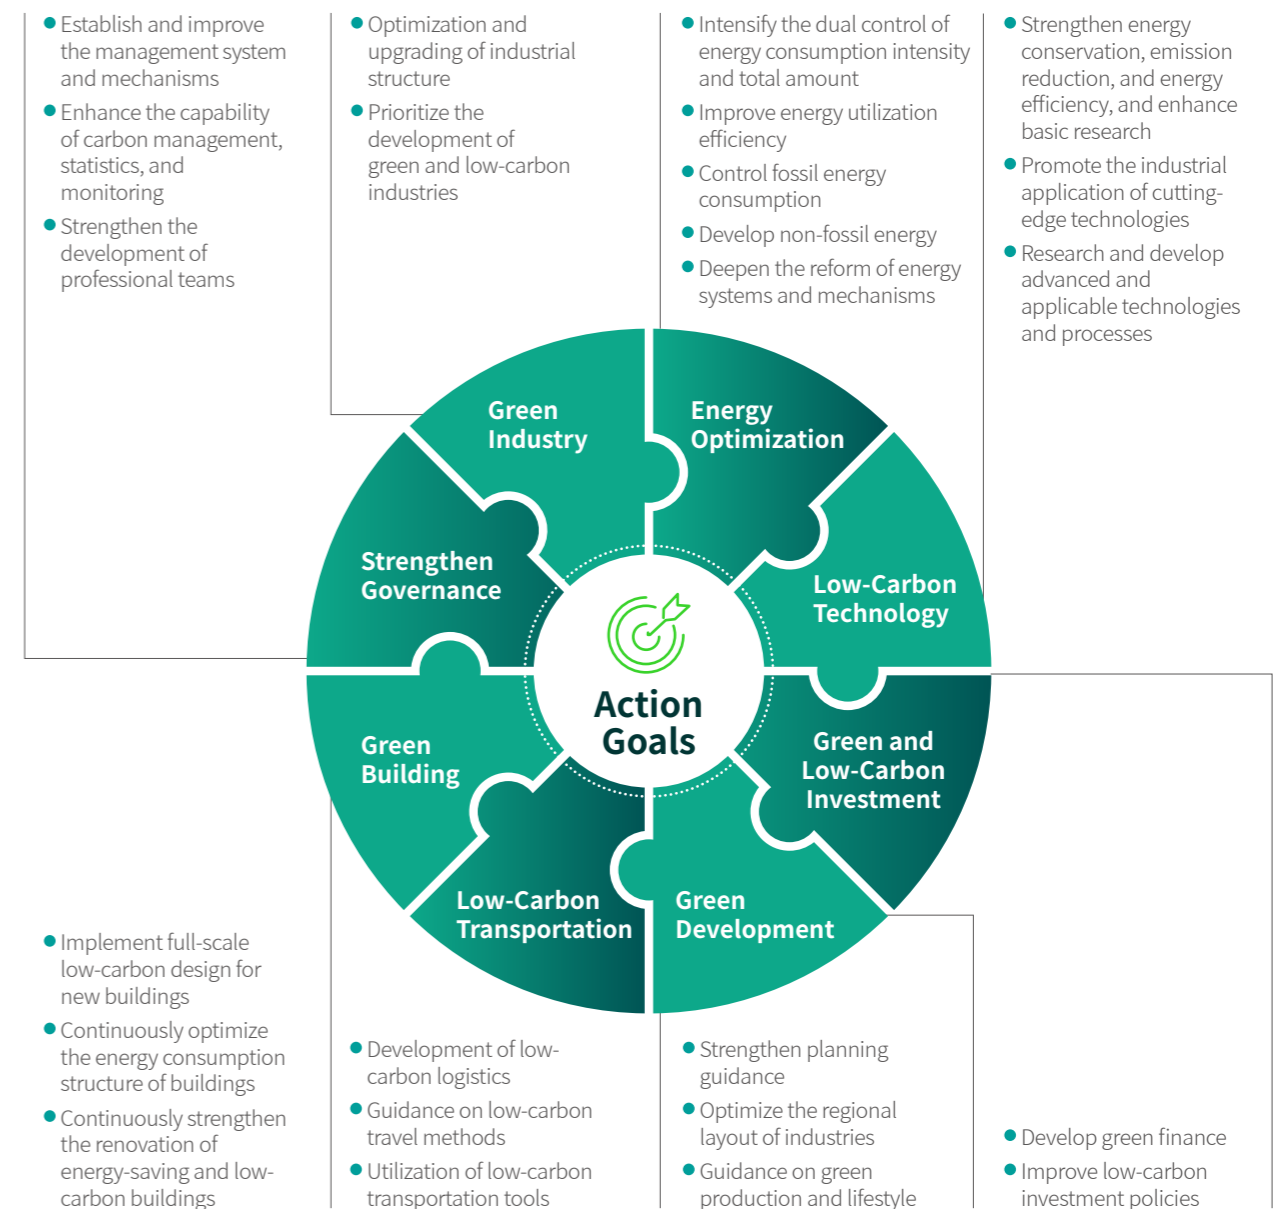 Establish and improve
the management system
and mechanisms
Enhance the capability
of carbon management,
statistics, and
monitoring
Strengthen the
development of
professional teams
Optimization and
upgrading of industrial
structure
Prioritize the
development of
green and low-carbon
industries
Intensify the dual control of
energy consumption intensity
and total amount
Improve energy utilization
efficiency
Control fossil energy
consumption
Develop non-fossil energy
Deepen the reform of energy
systems and mechanisms
Strengthen energy
conservation, emission
reduction, and energy
efficiency, and enhance
basic research
Promote the industrial
application of cutting-
edge technologies
Research and develop
advanced and
applicable technologies
and processes
Green
Industry
Energy
Optimization
Strengthen
Governance
Low-Carbon
Technology
Action
Goals
Green
Building
Green and
Low-Carbon
Investment
Low-Carbon
Transportation
Green
Development
Implement full-scale
low-carbon design for
new buildings
Continuously optimize
the energy consumption
structure of buildings
Continuously strengthen
the renovation of
energy-saving and low-
carbon buildings
Development of low-
carbon logistics
Guidance on low-carbon
travel methods
Utilization of low-carbon
transportation tools
Strengthen planning
guidance
Optimize the regional
layout of industries
Guidance on green
production and lifestyle
Develop green finance
Improve low-carbon
investment policies